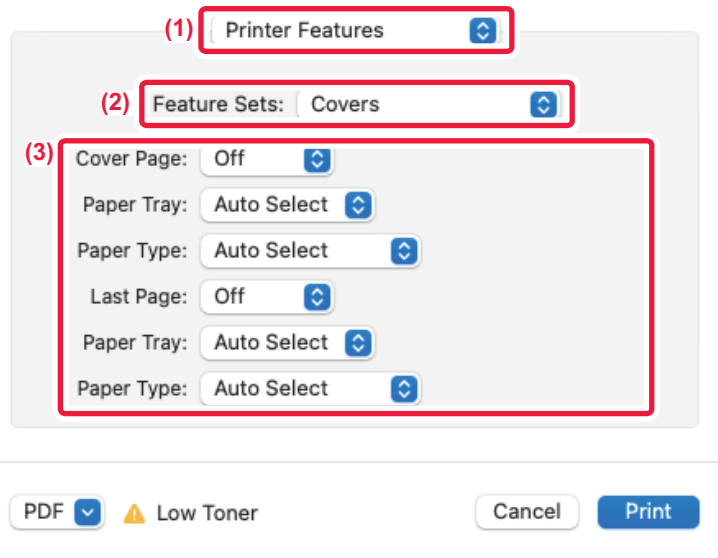 (1) Printer Features
(2) Feature Sets: Covers
(3)
Cover Page: Off
Paper Tray: Auto Select
Paper Type: Auto Select
Last Page: Off
Paper Tray: Auto Select
Paper Type: Auto Select
PDF Low Toner Cancel Print